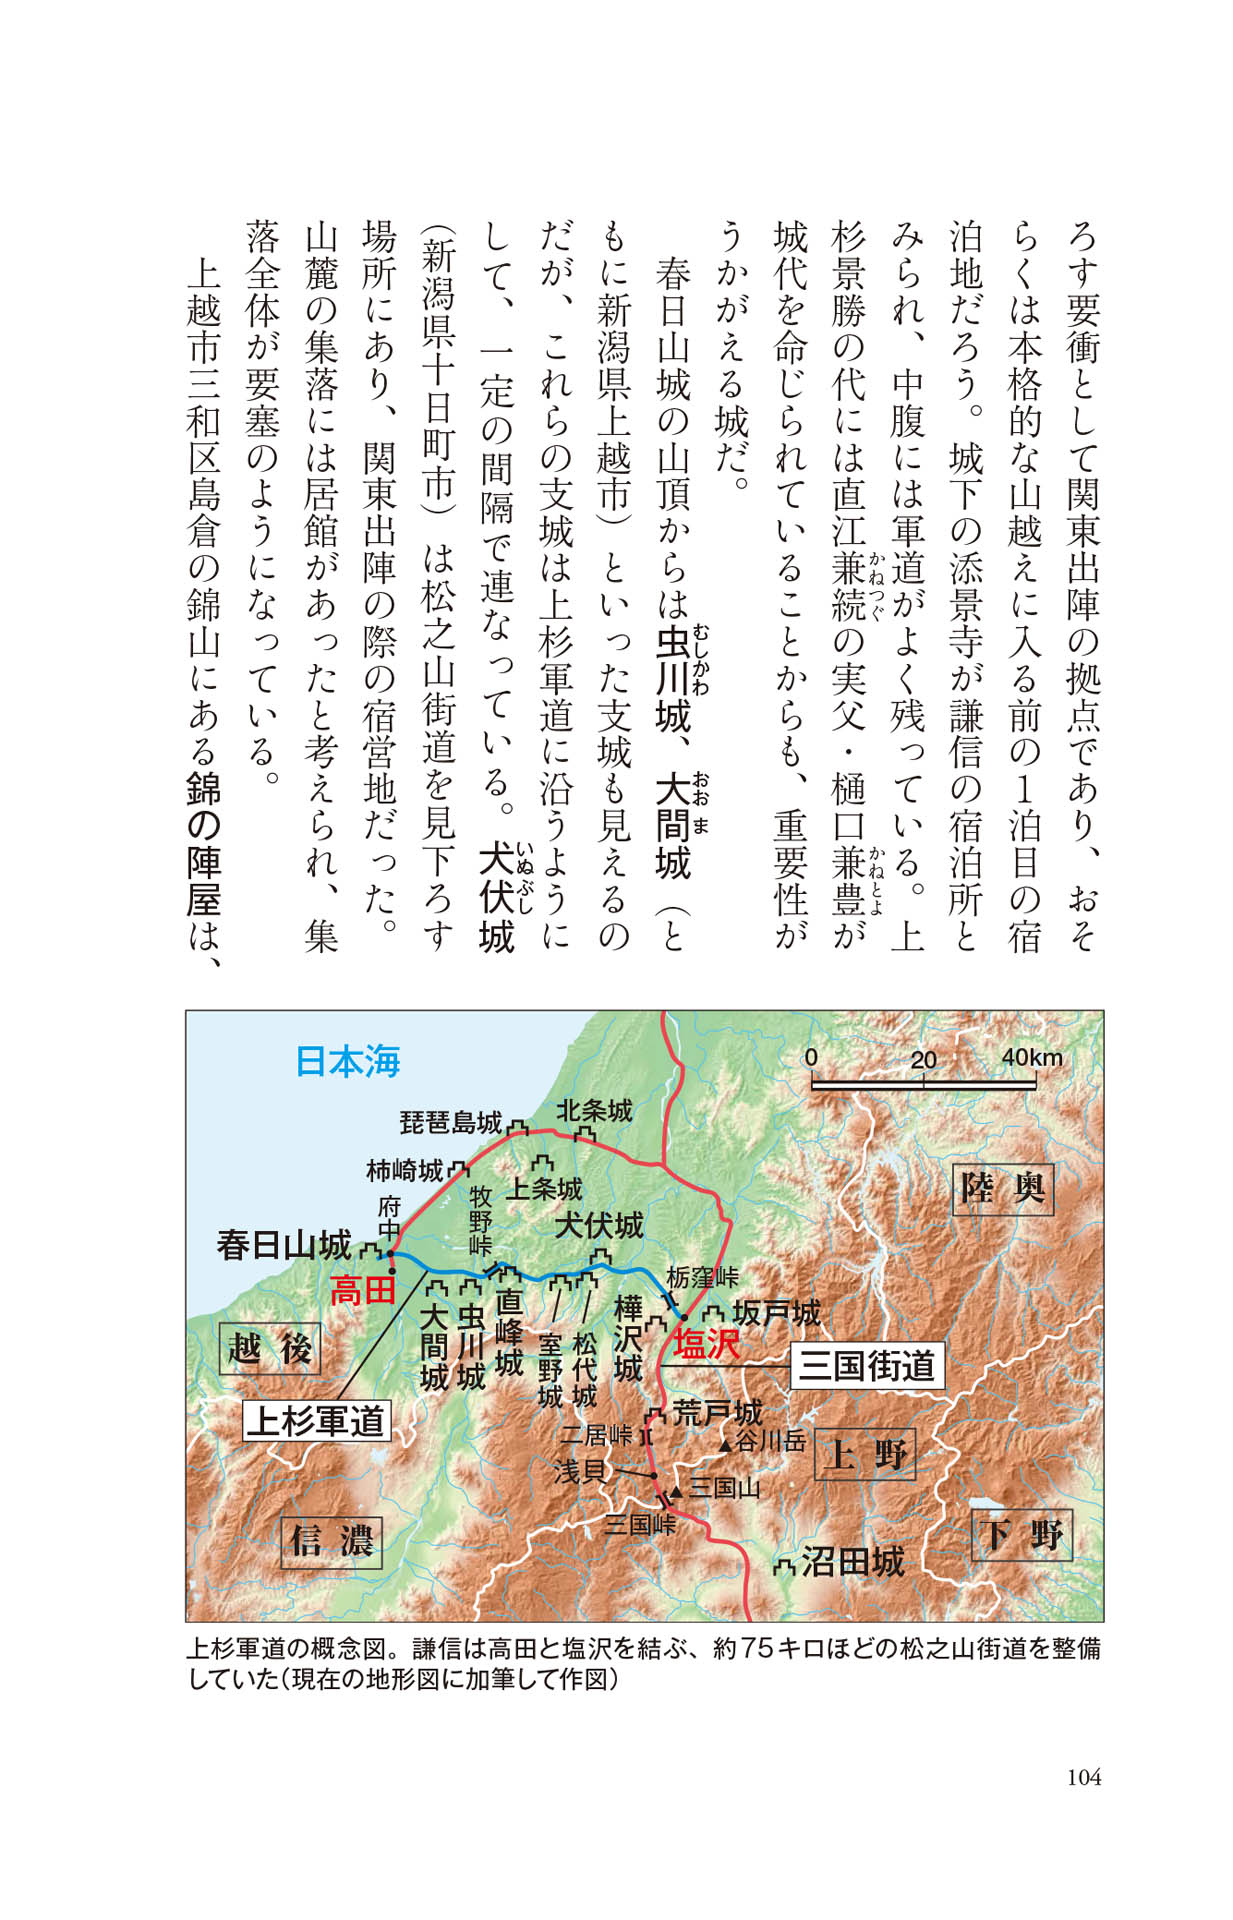 ろす要衝として関東出陣の拠点であり、おそ
らくは本格的な山越えに入る前の1泊目の宿
泊地だろう。城下の添景寺が謙信の宿泊所と
みられ、中腹には軍道がよく残っている。上
杉景勝の代には直江兼続の実父・樋口兼豊が
かねつぐ
かねとよ
城代を命じられていることからも、重要性が
うかがえる城だ。
春日山城の山頂からは虫川城、大間城（と
むしかわ
おおま
もに新潟県上越市）といった支城も見えるの
だが、これらの支城は上杉軍道に沿うように
して、一定の間隔で連なっている。犬伏城
いぬぶし
（新潟県十日町市）は松之山街道を見下ろす
場所にあり、関東出陣の際の宿営地だった。
山麓の集落には居館があったと考えられ、集
落全体が要塞のようになっている。
上越市三和区島倉の錦山にある錦の陣屋は、
日本海
0 20 40km
琵琶島城
北条城
柿崎城
上条城
府中
牧野峠
犬伏城
春日山城
高田
陸奥
栃窪峠
坂戸城
塩沢
大間城
虫川城
直峰城
室野城
松代城
樺沢城
越後
三国街道
上杉軍道
荒戸城
二居峠
谷川岳
上野
浅貝
三国山
三国峠
信濃
下野
沼田城
上杉軍道の概念図。謙信は高田と塩沢を結ぶ、約75キロほどの松之山街道を整備
していた（現在の地形図に加筆して作図）
104